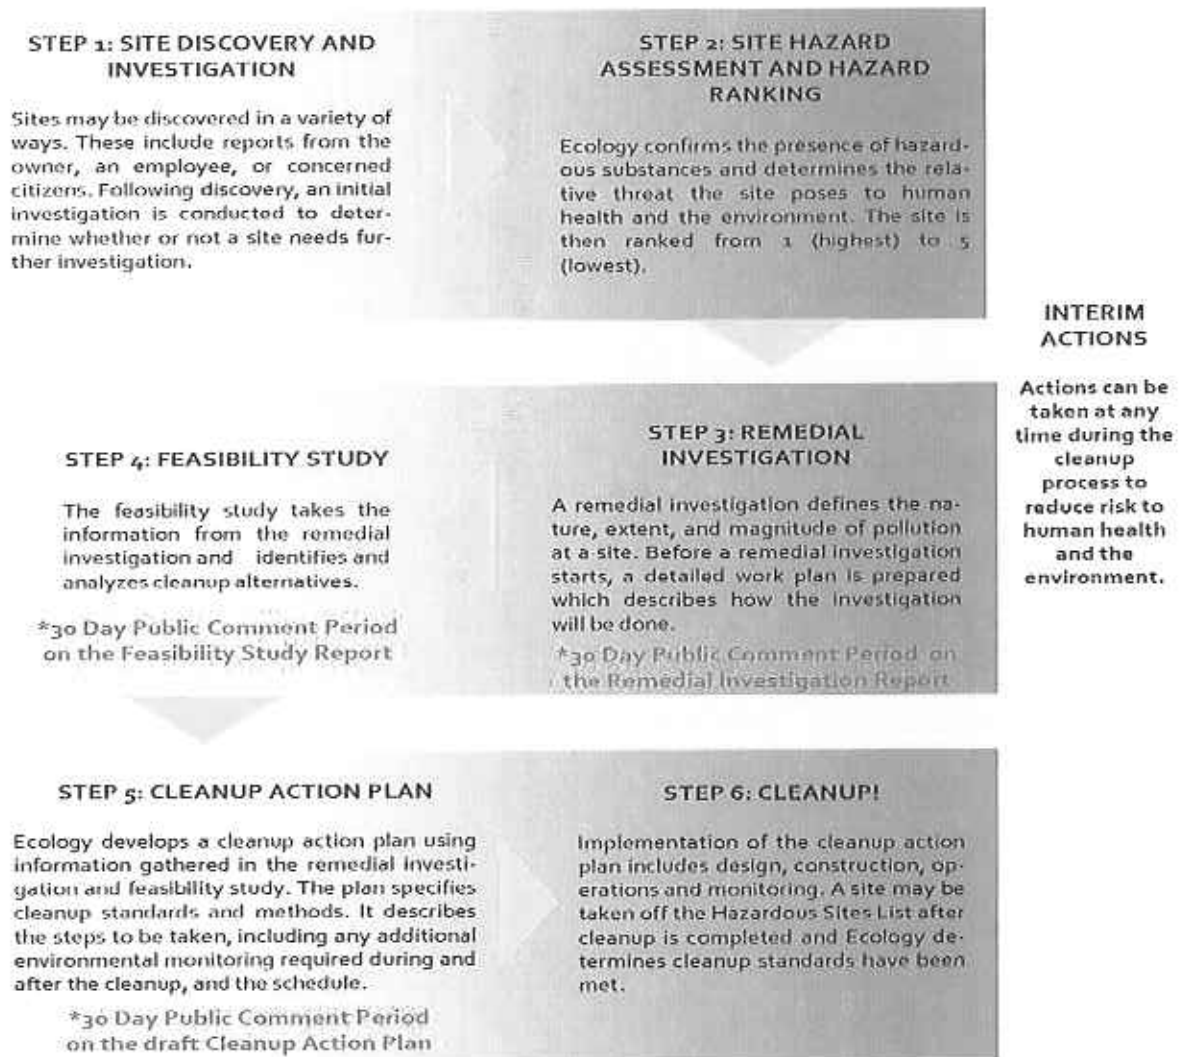 STEP 1: SITE DISCOVERY AND
INVESTIGATION
Sites may be discovered in a variety of
ways. These include reports from the
owner, an employee, or concerned
citizens. Following discovery, an initial
investigation is conducted to deter-
mine whether or not a site needs fur-
ther investigation.
STEP 2: SITE HAZARD
ASSESSMENT AND HAZARD
RANKING
Ecology confirms the presence of hazard-
ous substances and determines the rela-
tive threat the site poses to human
health and the environment. The site is
then ranked from 1 (highest) to 5
(lowest).
STEP 3: REMEDIAL
INVESTIGATION
A remedial investigation defines the na-
ture, extent, and magnitude of pollution
at a site. Before a remedial investigation
starts, a detailed work plan is prepared
which describes how the investigation
will be done.
*30 Day Public Comment Period on
the Remedial Investigation Report
STEP 4: FEASIBILITY STUDY
The feasibility study takes the
information from the remedial
investigation and identifies and
analyzes cleanup alternatives.
*30 Day Public Comment Period
on the Feasibility Study Report
STEP 5: CLEANUP ACTION PLAN
Ecology develops a cleanup action plan using
information gathered in the remedial investi-
gation and feasibility study. The plan specifies
cleanup standards and methods. It describes
the steps to be taken, including any additional
environmental monitoring required during and
after the cleanup, and the schedule.
*30 Day Public Comment Period
on the draft Cleanup Action Plan
STEP 6: CLEANUP!
Implementation of the cleanup action
plan includes design, construction, op-
erations and monitoring. A site may be
taken off the Hazardous Sites List after
cleanup is completed and Ecology de-
termines cleanup standards have been
met.
INTERIM
ACTIONS
Actions can be
taken at any
time during the
cleanup
process to
reduce risk to
human health
and the
environment.